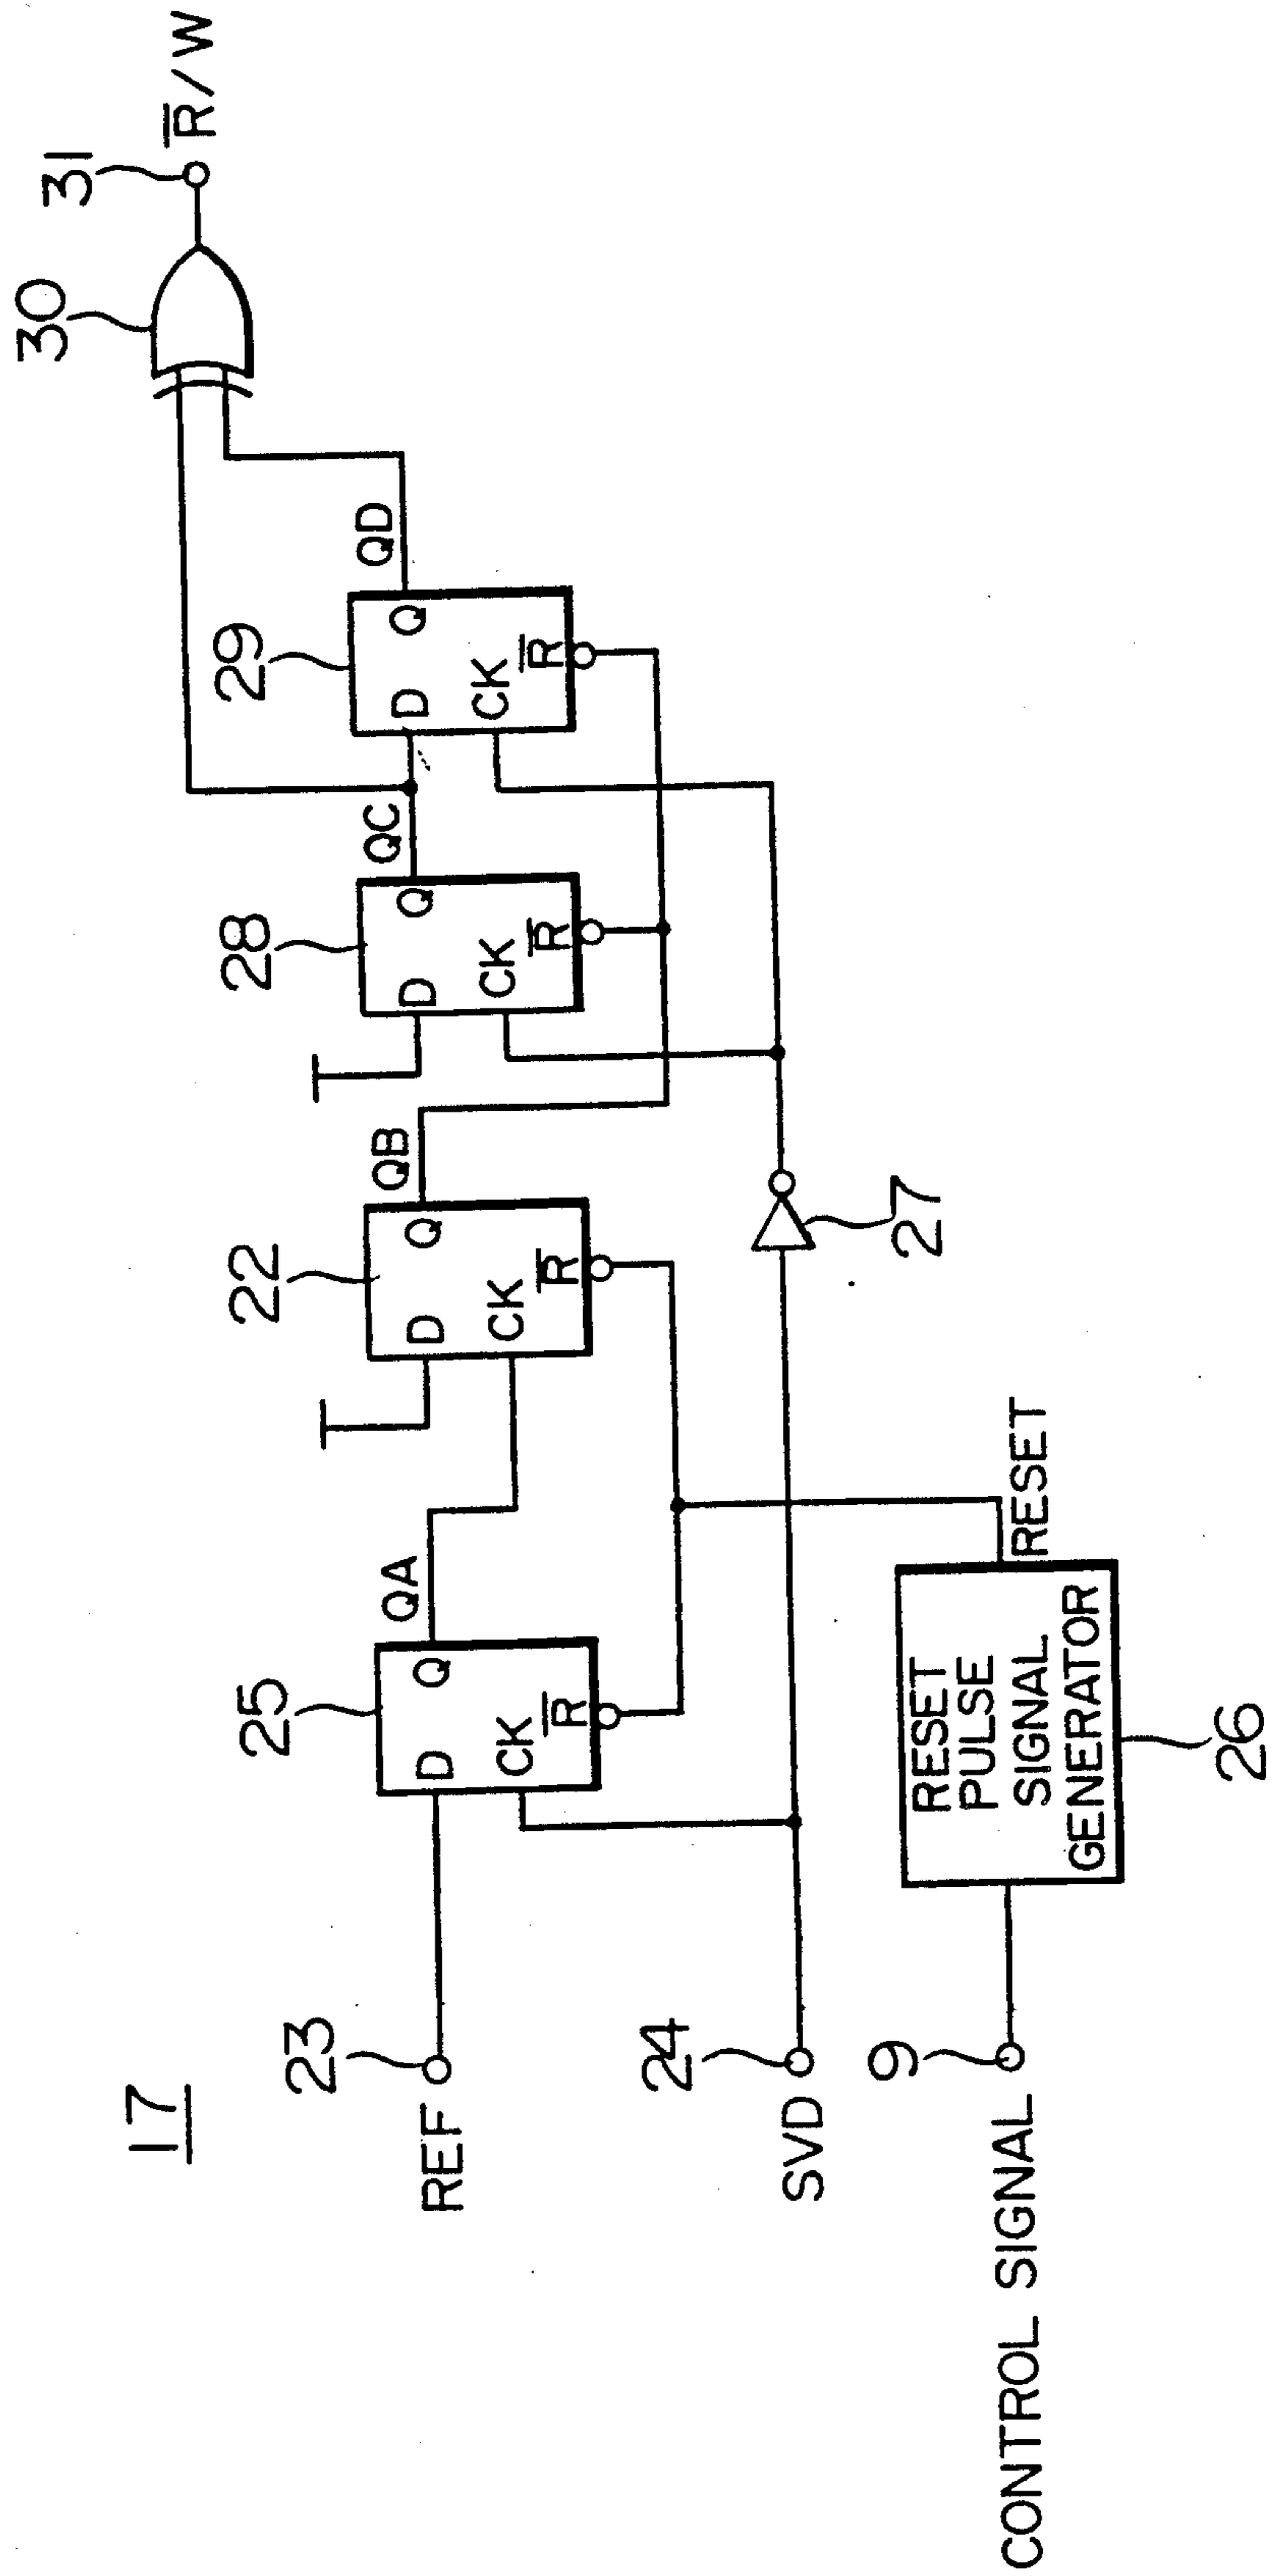 17
30
31
R̅/W
29
28
22
25
23
REF
QA
QB
QC
QD
D
Q
CK
R̅
D
Q
CK
R̅
D
Q
CK
R̅
D
Q
CK
R̅
24
SVD
27
9
CONTROL SIGNAL
RESET
PULSE
SIGNAL
GENERATOR
RESET
26